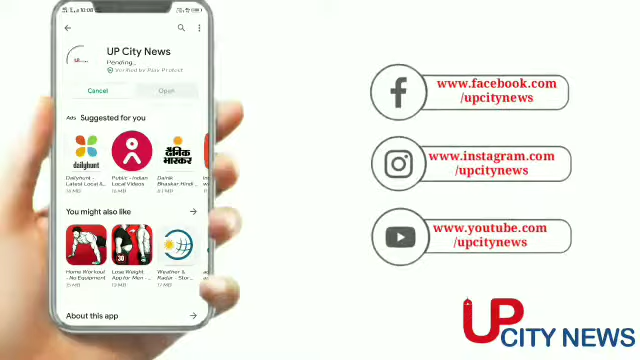 10:08
UP City News
Pending...
Verified by Play Protect
Cancel
Open
Ads Suggested for you
Dailyhunt -
Latest Local &...
Public - Indian
Local Videos
Dainik
Bhaskar Hindi ...
dailyhunt
दैनिक
भास्कर
You might also like
30
Home Workout
- No Equipment
Lose Weight
App for Men - ...
Weather &
Radar - Stor...
About this app
www.facebook.com
/upcitynews
www.instagram.com
/upcitynews
www.youtube.com
/upcitynews
UP
CITY NEWS